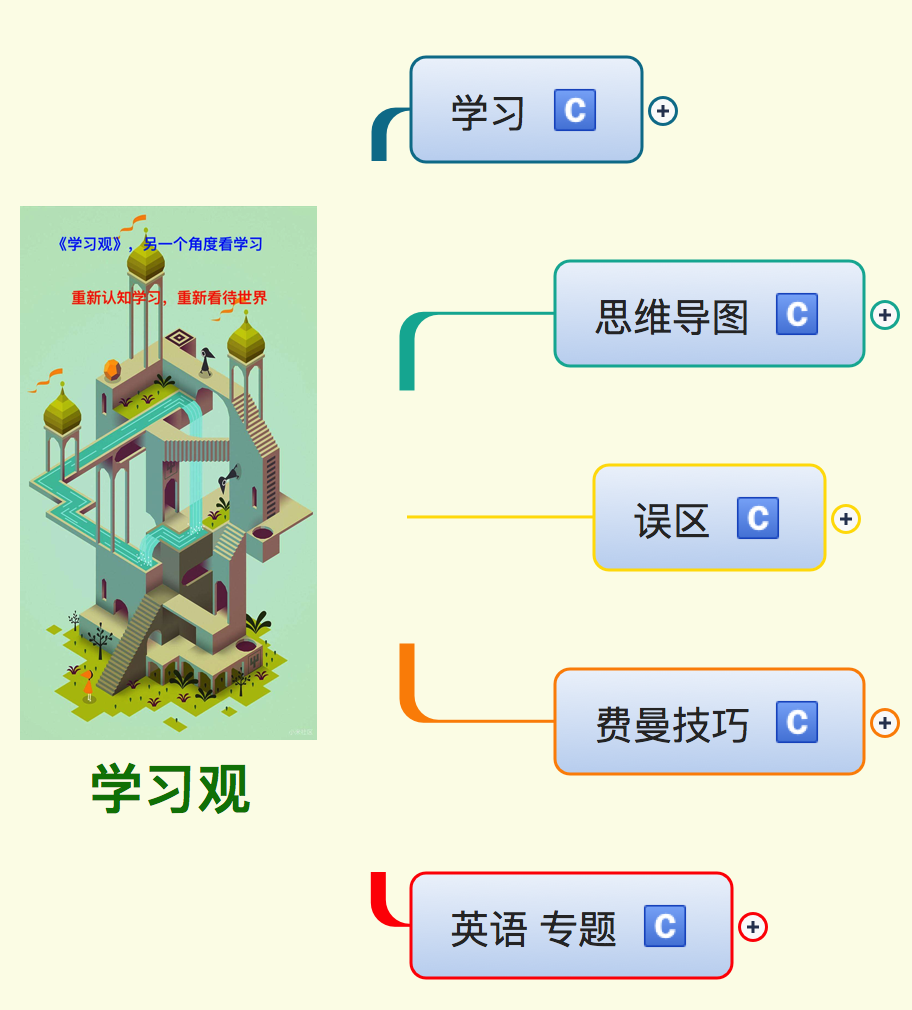 学习 C
《学习观》，另一个角度看学习
重新认知学习，重新看待世界
思维导图 C
误区 C
费曼技巧 C
学习观
英语 专题 C